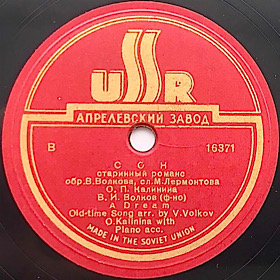 USSR
АПРЕЛЕВСКИЙ ЗАВОД
В 16371
СОН
старинный романс
обр.В.Волкова, сл.М.Лермонтова
О. П. Калинина
В. И. Волков (ф-но)
A Dream
Old-time Song arr. by V.Volkov
O.Kalinina with
Piano acc.
MADE IN THE SOVIET UNION